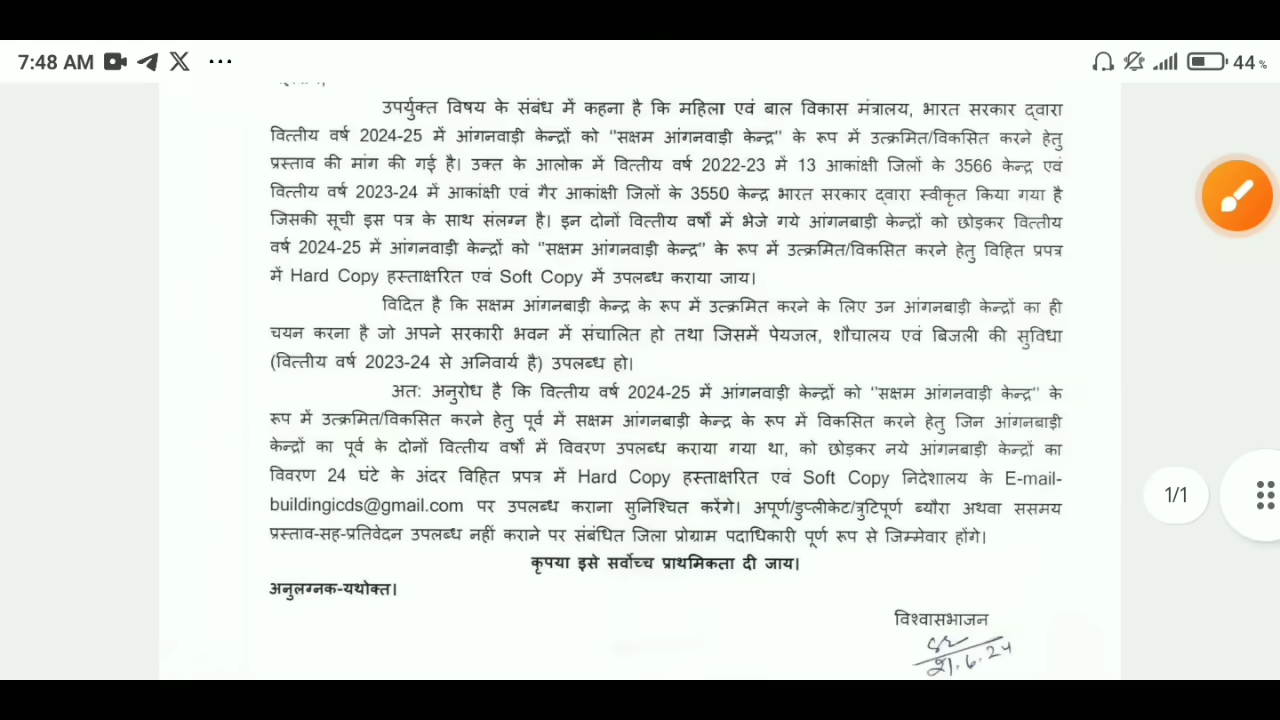 7:48 AM
44%
उपर्युक्त विषय के संबंध में कहना है कि महिला एवं बाल विकास मंत्रालय, भारत सरकार द्वारा
वित्तीय वर्ष 2024-25 में आंगनवाड़ी केन्द्रों को "सक्षम आंगनवाड़ी केन्द्र" के रूप में उत्क्रमित/विकसित करने हेतु
प्रस्ताव की मांग की गई है। उक्त के आलोक में वित्तीय वर्ष 2022-23 में 13 आकांक्षी जिलों के 3566 केन्द्र एवं
वित्तीय वर्ष 2023-24 में आकांक्षी एवं गैर आकांक्षी जिलों के 3550 केन्द्र भारत सरकार द्वारा स्वीकृत किया गया है
जिसकी सूची इस पत्र के साथ संलग्न है। इन दोनों वित्तीय वर्षों में भेजे गये आंगनबाड़ी केन्द्रों को छोड़कर वित्तीय
वर्ष 2024-25 में आंगनवाड़ी केन्द्रों को "सक्षम आंगनवाड़ी केन्द्र" के रूप में उत्क्रमित/विकसित करने हेतु विहित प्रपत्र
में Hard Copy हस्ताक्षरित एवं Soft Copy में उपलब्ध कराया जाय।
विदित है कि सक्षम आंगनबाड़ी केन्द्र के रूप में उत्क्रमित करने के लिए उन आंगनबाड़ी केन्द्रों का ही
चयन करना है जो अपने सरकारी भवन में संचालित हो तथा जिसमें पेयजल, शौचालय एवं बिजली की सुविधा
(वित्तीय वर्ष 2023-24 से अनिवार्य है) उपलब्ध हो।
अत: अनुरोध है कि वित्तीय वर्ष 2024-25 में आंगनवाड़ी केन्द्रों को "सक्षम आंगनवाड़ी केन्द्र" के
रूप में उत्क्रमित/विकसित करने हेतु पूर्व में सक्षम आंगनबाड़ी केन्द्र के रूप में विकसित करने हेतु जिन आंगनबाड़ी
केन्द्रों का पूर्व के दोनों वित्तीय वर्षों में विवरण उपलब्ध कराया गया था, को छोड़कर नये आंगनबाड़ी केन्द्रों का
विवरण 24 घंटे के अंदर विहित प्रपत्र में Hard Copy हस्ताक्षरित एवं Soft Copy निदेशालय के E-mail-
buildingicds@gmail.com पर उपलब्ध कराना सुनिश्चित करेंगे। अपूर्ण/डुप्लीकेट/त्रुटिपूर्ण ब्यौरा अथवा ससमय
प्रस्ताव-सह-प्रतिवेदन उपलब्ध नहीं कराने पर संबंधित जिला प्रोग्राम पदाधिकारी पूर्ण रूप से जिम्मेवार होंगे।
कृपया इसे सर्वोच्च प्राथमिकता दी जाय।
अनुलग्नक-यथोक्त।
विश्वासभाजन
21.6.24
1/1